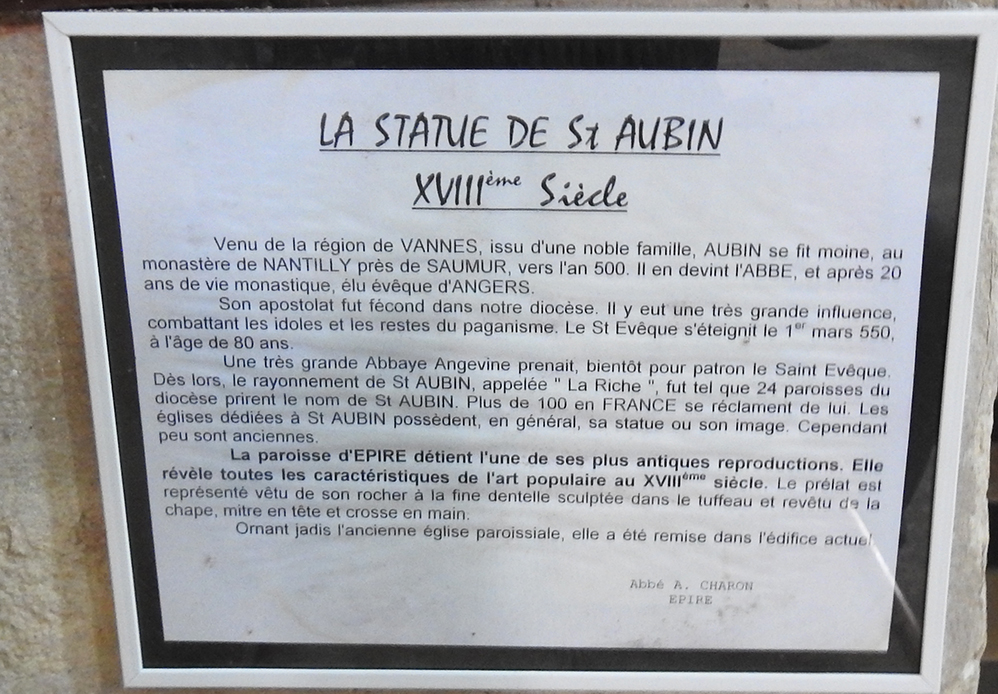 LA STATUE DE St AUBIN
XVIIIème Siècle
Venu de la région de VANNES, issu d'une noble famille, AUBIN se fit moine, au
monastère de NANTILLY près de SAUMUR, vers l'an 500. Il en devint l'ABBE, et après 20
ans de vie monastique, élu évêque d'ANGERS.
Son apostolat fut fécond dans notre diocèse. Il y eut une très grande influence,
combattant les idoles et les restes du paganisme. Le St Evêque s'éteignit le 1er mars 550,
à l'âge de 80 ans.
Une très grande Abbaye Angevine prenait, bientôt pour patron le Saint Evêque.
Dès lors, le rayonnement de St AUBIN, appelée " La Riche ", fut tel que 24 paroisses du
diocèse prirent le nom de St AUBIN. Plus de 100 en FRANCE se réclament de lui. Les
églises dédiées à St AUBIN possèdent, en général, sa statue ou son image. Cependant
peu sont anciennes.
La paroisse d'EPIRE détient l'une de ses plus antiques reproductions. Elle
révèle toutes les caractéristiques de l'art populaire au XVIIIème siècle. Le prélat est
représenté vêtu de son rocher à la fine dentelle sculptée dans le tuffeau et revêtu de la
chape, mitre en tête et crosse en main.
Ornant jadis l'ancienne église paroissiale, elle a été remise dans l'édifice actuel
Abbé A. CHARON
EPIRE